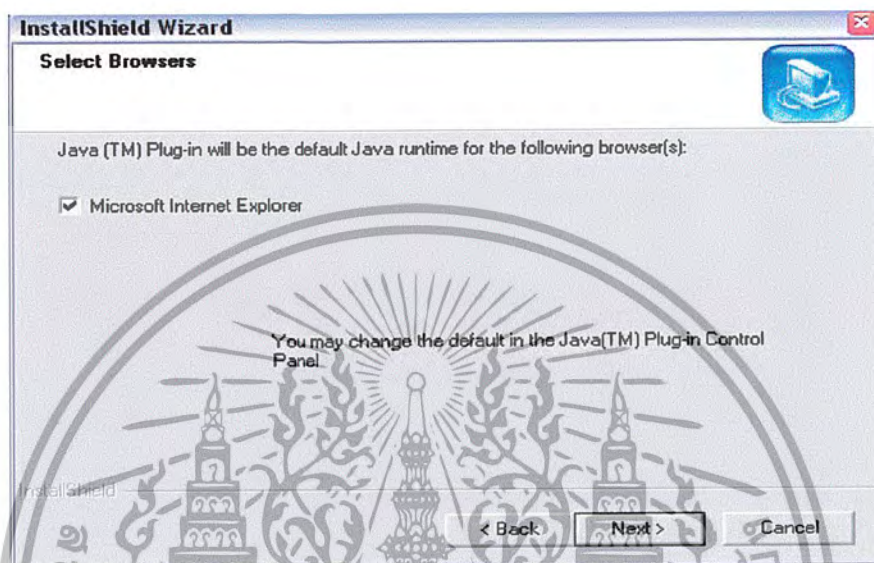 InstallShield Wizard
Select Browsers
Java (TM) Plug-in will be the default Java runtime for the following browser(s):
Microsoft Internet Explorer
You may change the default in the Java(TM) Plug-in Control
Panel
InstallShield
< Back
Next >
Cancel